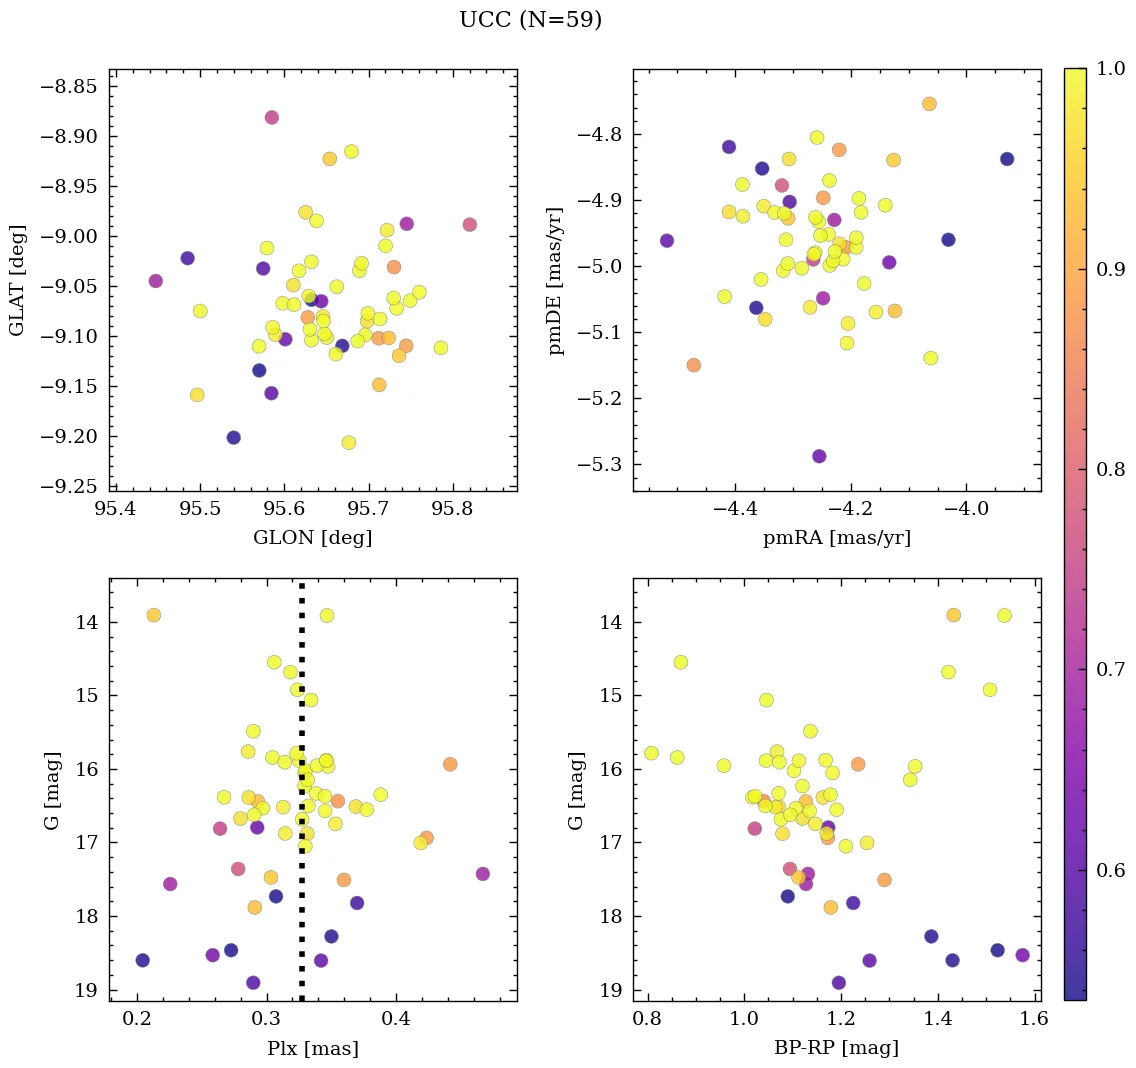 UCC (N=59)
−8.85
−8.90
−8.95
−9.00
−9.05
−9.10
−9.15
−9.20
−9.25
GLAT [deg]
95.4 95.5 95.6 95.7 95.8
GLON [deg]
−4.8
−4.9
−5.0
−5.1
−5.2
−5.3
pmDE [mas/yr]
−4.4 −4.2 −4.0
pmRA [mas/yr]
14
15
16
17
18
19
G [mag]
0.2 0.3 0.4
Plx [mas]
14
15
16
17
18
19
G [mag]
0.8 1.0 1.2 1.4 1.6
BP-RP [mag]
1.0
0.9
0.8
0.7
0.6